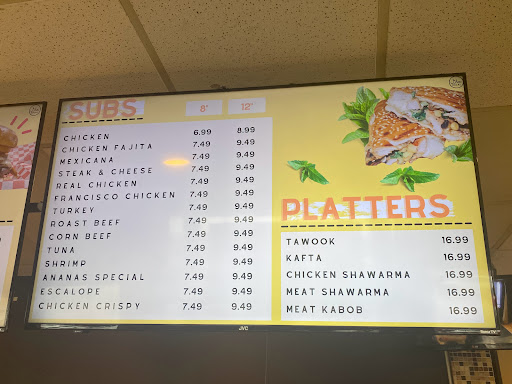 SUBS 8" 12"
CHICKEN 6.99 8.99
CHICKEN FAJITA 7.49 9.49
MEXICANA 7.49 9.49
STEAK & CHEESE 7.49 9.49
REAL CHICKEN 7.49 9.49
FRANCISCO CHICKEN 7.49 9.49
TURKEY 7.49 9.49
ROAST BEEF 7.49 9.49
CORN BEEF 7.49 9.49
TUNA 7.49 9.49
SHRIMP 7.49 9.49
ANANAS SPECIAL 7.49 9.49
ESCALOPE 7.49 9.49
CHICKEN CRISPY 7.49 9.49
PLATTERS
TAWOOK 16.99
KAFTA 16.99
CHICKEN SHAWARMA 16.99
MEAT SHAWARMA 16.99
MEAT KABOB 16.99
JVC